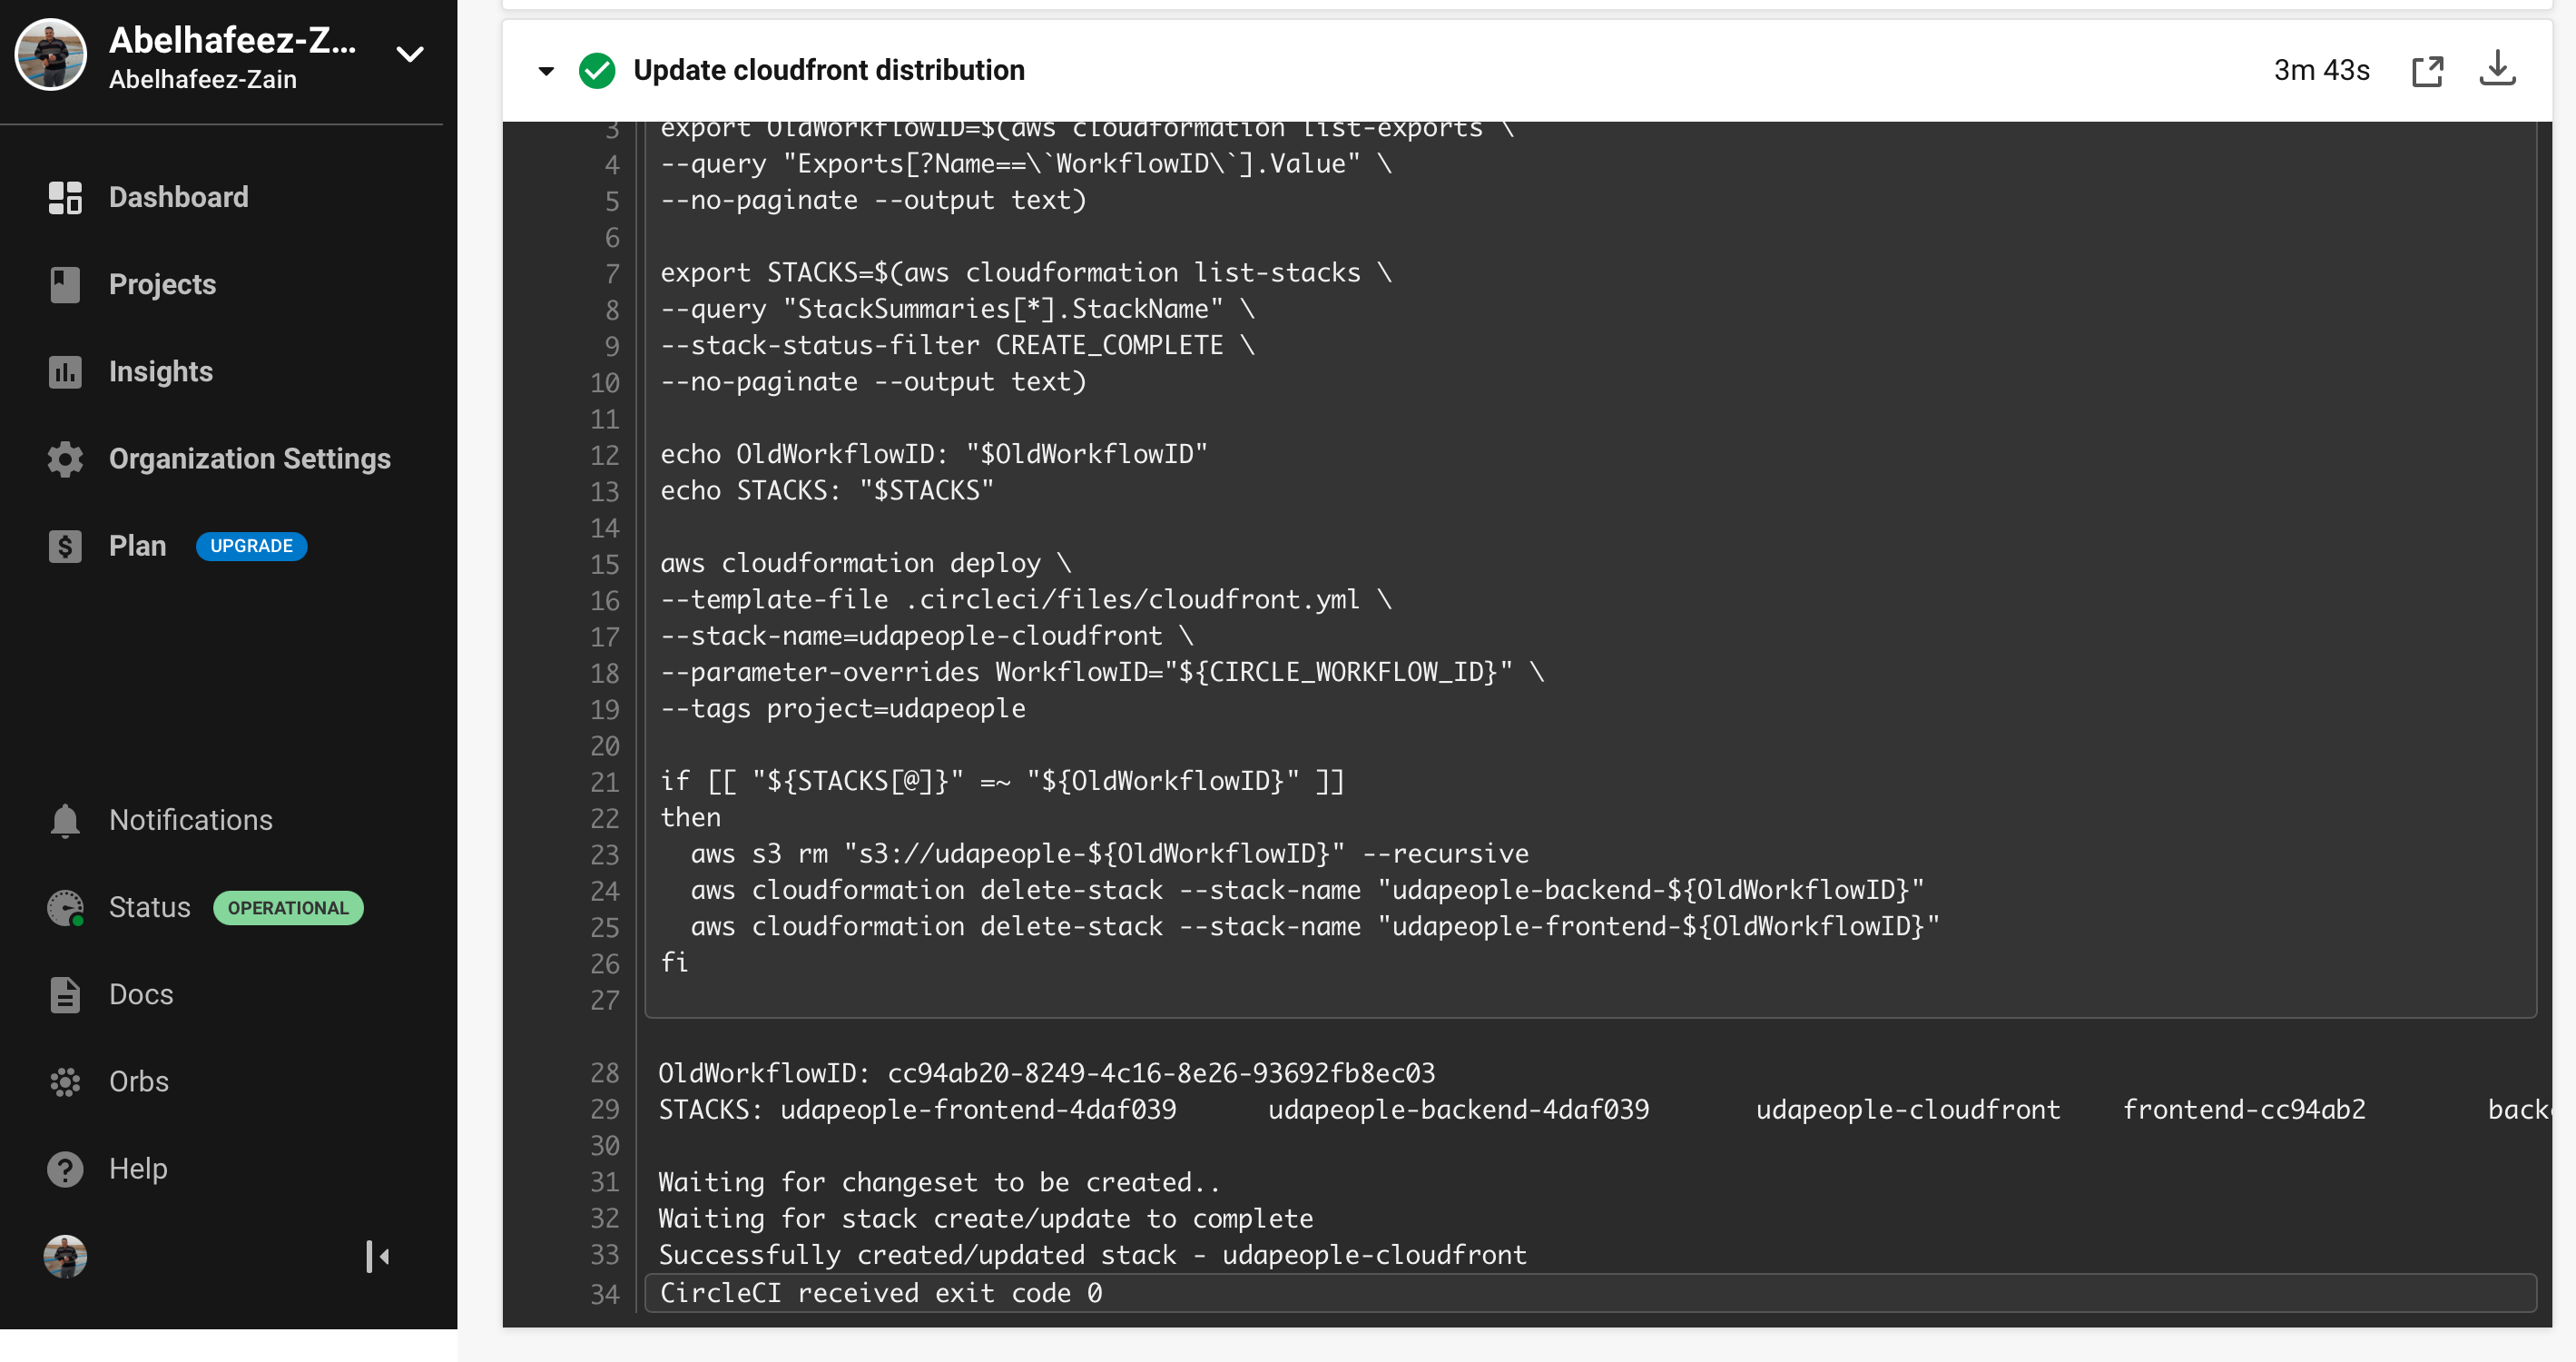 Abelhafeez-Z...
Abelhafeez-Zain
Dashboard
Projects
Insights
Organization Settings
Plan UPGRADE
Notifications
Status OPERATIONAL
Docs
Orbs
Help
Update cloudfront distribution 3m 43s
3 export OldWorkflowID=$(aws cloudformation list-exports \
4 --query "Exports[?Name==\`WorkflowID\`].Value" \
5 --no-paginate --output text)
6
7 export STACKS=$(aws cloudformation list-stacks \
8 --query "StackSummaries[*].StackName" \
9 --stack-status-filter CREATE_COMPLETE \
10 --no-paginate --output text)
11
12 echo OldWorkflowID: "$OldWorkflowID"
13 echo STACKS: "$STACKS"
14
15 aws cloudformation deploy \
16 --template-file .circleci/files/cloudfront.yml \
17 --stack-name=udapeople-cloudfront \
18 --parameter-overrides WorkflowID="${CIRCLE_WORKFLOW_ID}" \
19 --tags project=udapeople
20
21 if [[ "${STACKS[@]}" =~ "${OldWorkflowID}" ]]
22 then
23 aws s3 rm "s3://udapeople-${OldWorkflowID}" --recursive
24 aws cloudformation delete-stack --stack-name "udapeople-backend-${OldWorkflowID}"
25 aws cloudformation delete-stack --stack-name "udapeople-frontend-${OldWorkflowID}"
26 fi
27
28 OldWorkflowID: cc94ab20-8249-4c16-8e26-93692fb8ec03
29 STACKS: udapeople-frontend-4daf039 udapeople-backend-4daf039 udapeople-cloudfront frontend-cc94ab2 back
30
31 Waiting for changeset to be created..
32 Waiting for stack create/update to complete
33 Successfully created/updated stack - udapeople-cloudfront
34 CircleCI received exit code 0